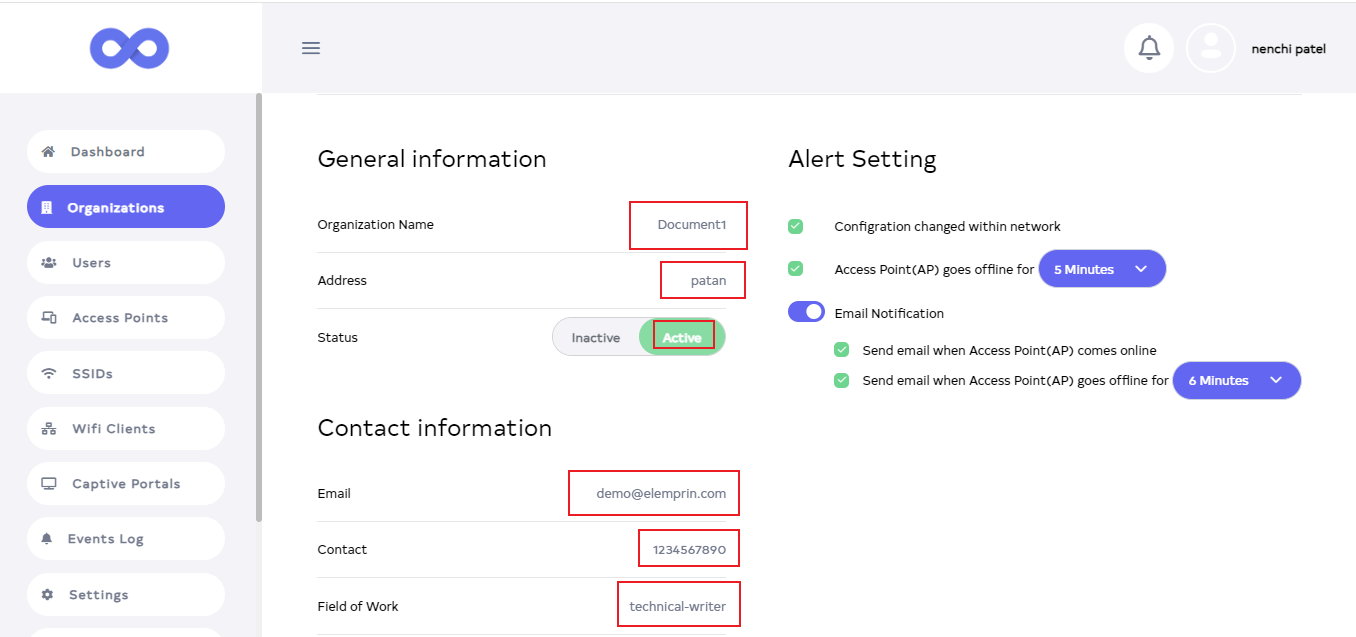 nenchi patel
Dashboard
Organizations
Users
Access Points
SSIDs
Wifi Clients
Captive Portals
Events Log
Settings
General information
Organization Name Document1
Address patan
Status Inactive Active
Contact information
Email demo@elemprin.com
Contact 1234567890
Field of Work technical-writer
Alert Setting
Configration changed within network
Access Point(AP) goes offline for 5 Minutes
Email Notification
Send email when Access Point(AP) comes online
Send email when Access Point(AP) goes offline for 6 Minutes